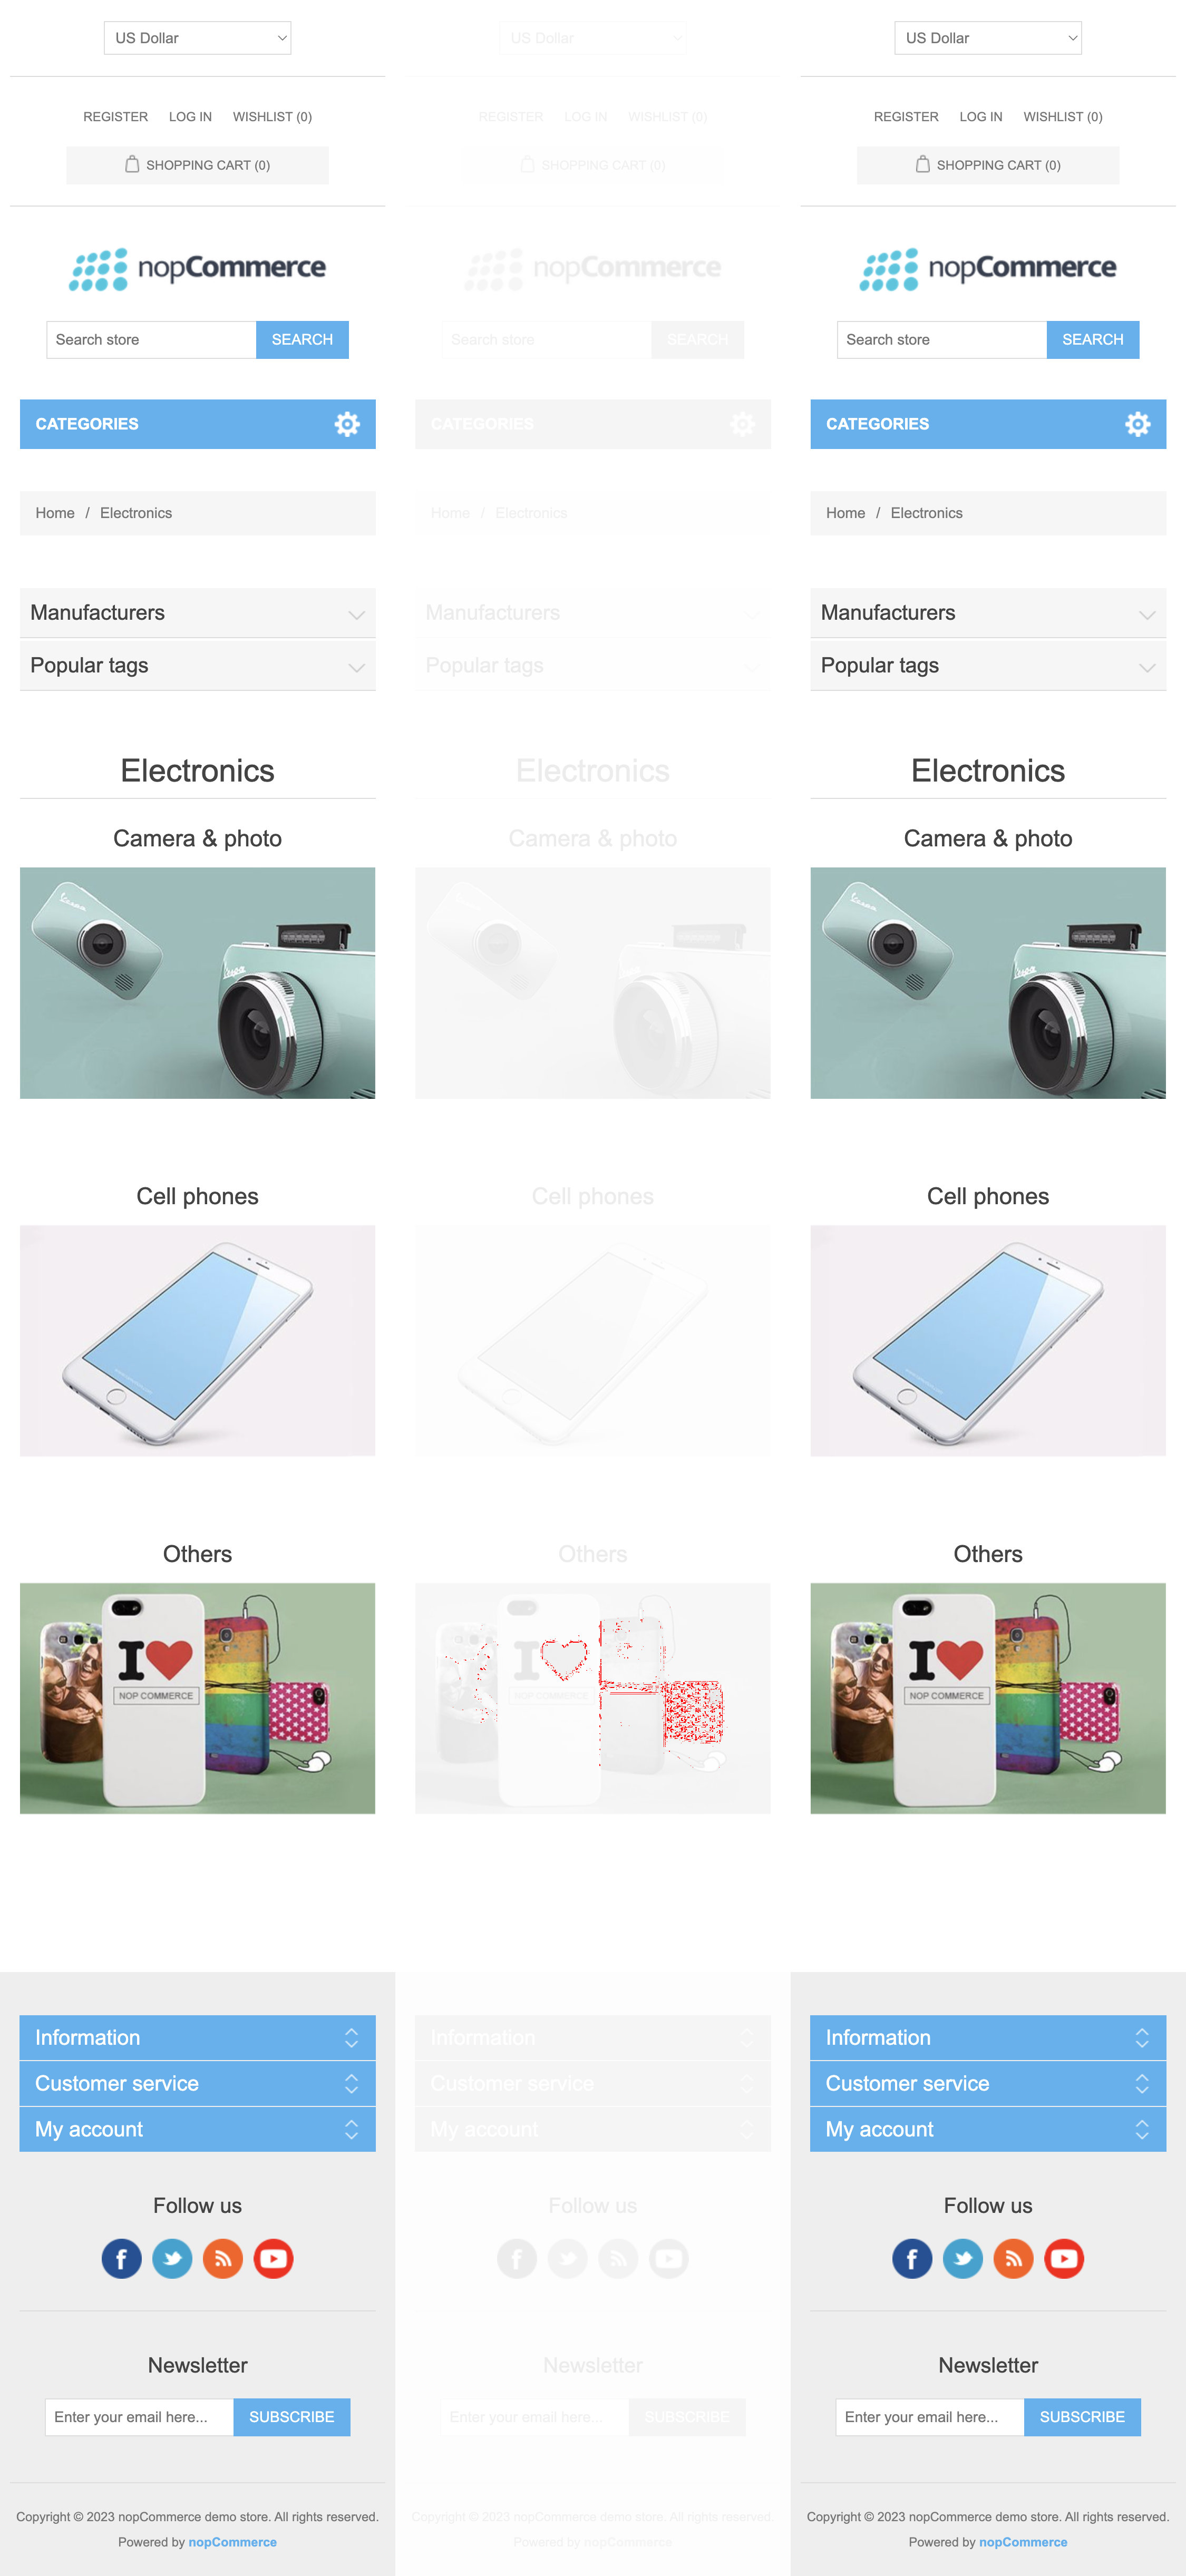 US Dollar
REGISTER LOG IN WISHLIST (0)
SHOPPING CART (0)
nopCommerce
Search store SEARCH
CATEGORIES
Home / Electronics
Manufacturers
Popular tags
Electronics
Camera & photo
Vespa
Vespa
Cell phones
Others
I
NOP COMMERCE
Information
Customer service
My account
Follow us
Newsletter
Enter your email here... SUBSCRIBE
Copyright © 2023 nopCommerce demo store. All rights reserved.
Powered by nopCommerce
US Dollar
REGISTER LOG IN WISHLIST (0)
SHOPPING CART (0)
nopCommerce
Search store SEARCH
CATEGORIES
Home / Electronics
Manufacturers
Popular tags
Electronics
Camera & photo
Cell phones
Others
I
NOP COMMERCE
Information
Customer service
My account
Follow us
Newsletter
Enter your email here... SUBSCRIBE
Copyright © 2023 nopCommerce demo store. All rights reserved.
Powered by nopCommerce
US Dollar
REGISTER LOG IN WISHLIST (0)
SHOPPING CART (0)
nopCommerce
Search store SEARCH
CATEGORIES
Home / Electronics
Manufacturers
Popular tags
Electronics
Camera & photo
Vespa
Vespa
Cell phones
Others
I
NOP COMMERCE
Information
Customer service
My account
Follow us
Newsletter
Enter your email here... SUBSCRIBE
Copyright © 2023 nopCommerce demo store. All rights reserved.
Powered by nopCommerce